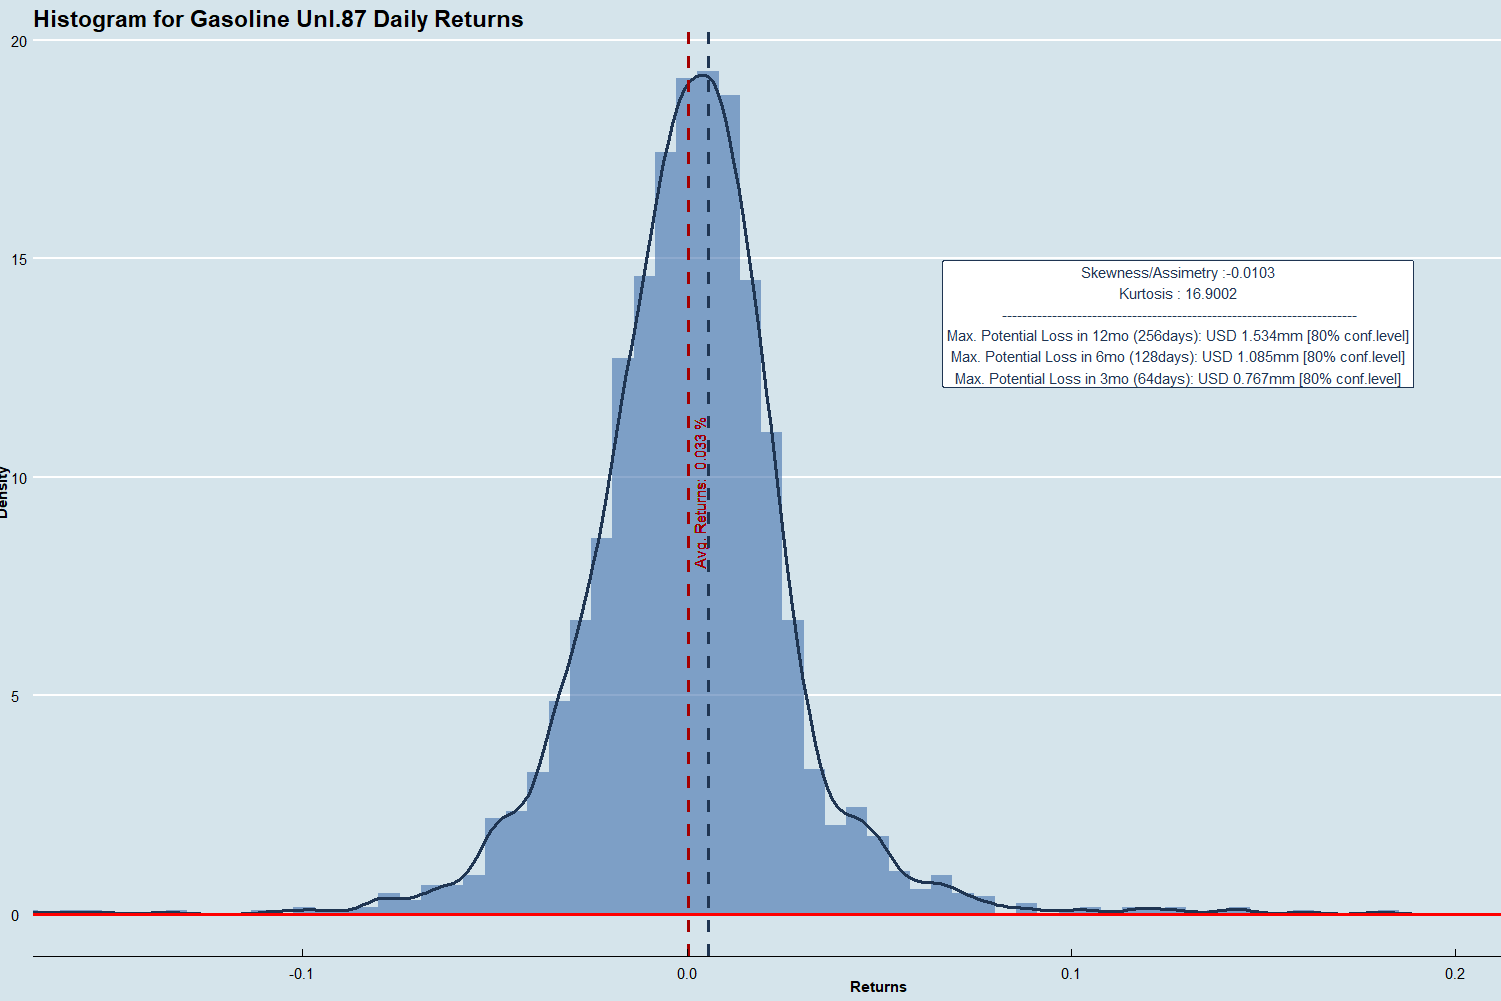 Histogram for Gasoline Unl.87 Daily Returns
20
15
10
5
0
Density
Skewness/Assimetry :-0.0103
Kurtosis : 16.9002
-----------------------------------------------------------------------
Max. Potential Loss in 12mo (256days): USD 1.534mm [80% conf.level]
Max. Potential Loss in 6mo (128days): USD 1.085mm [80% conf.level]
Max. Potential Loss in 3mo (64days): USD 0.767mm [80% conf.level]
Avg. Returns: 0.033 %
-0.1
0.0
0.1
0.2
Returns